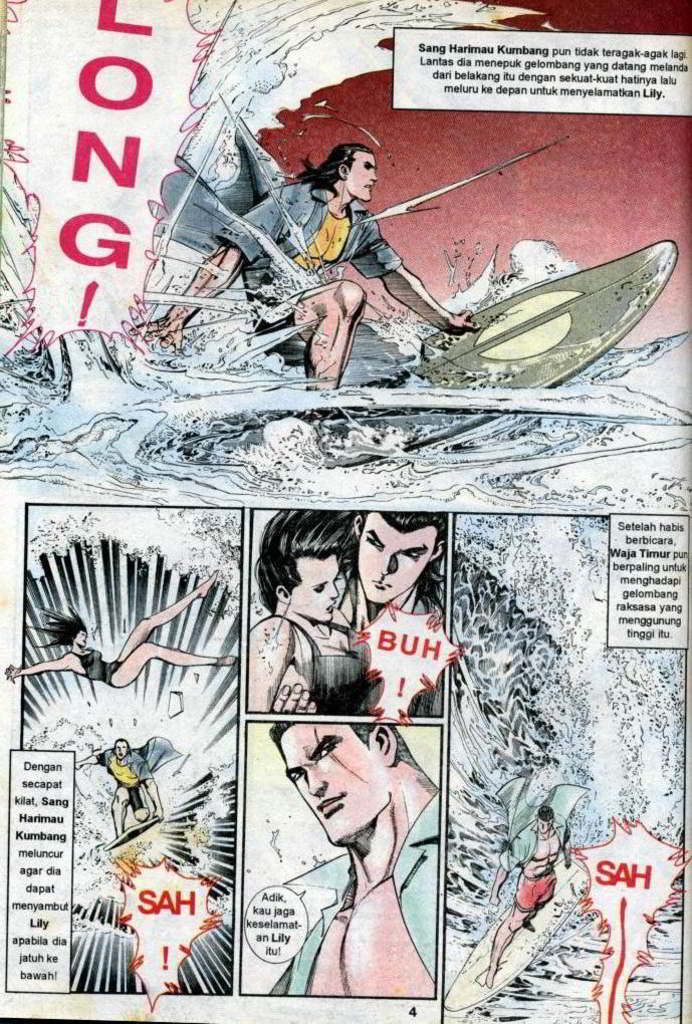 LONG!
Sang Harimau Kumbang pun tidak teragak-agak lagi.
Lantas dia menepuk gelombang yang datang melanda
dari belakang itu dengan sekuat-kuat hatinya lalu
meluru ke depan untuk menyelamatkan Lily.
Dengan
secapat
kilat, Sang
Harimau
Kumbang
meluncur
agar dia
dapat
menyambut
Lily
apabila dia
jatuh ke
bawah!
SAH
!
BUH
!
Adik,
kau jaga
keselamat-
an Lily
itu!
Setelah habis
berbicara,
Waja Timur pun
berpaling untuk
menghadapi
gelombang
raksasa yang
menggunung
tinggi itu.
SAH
!
4